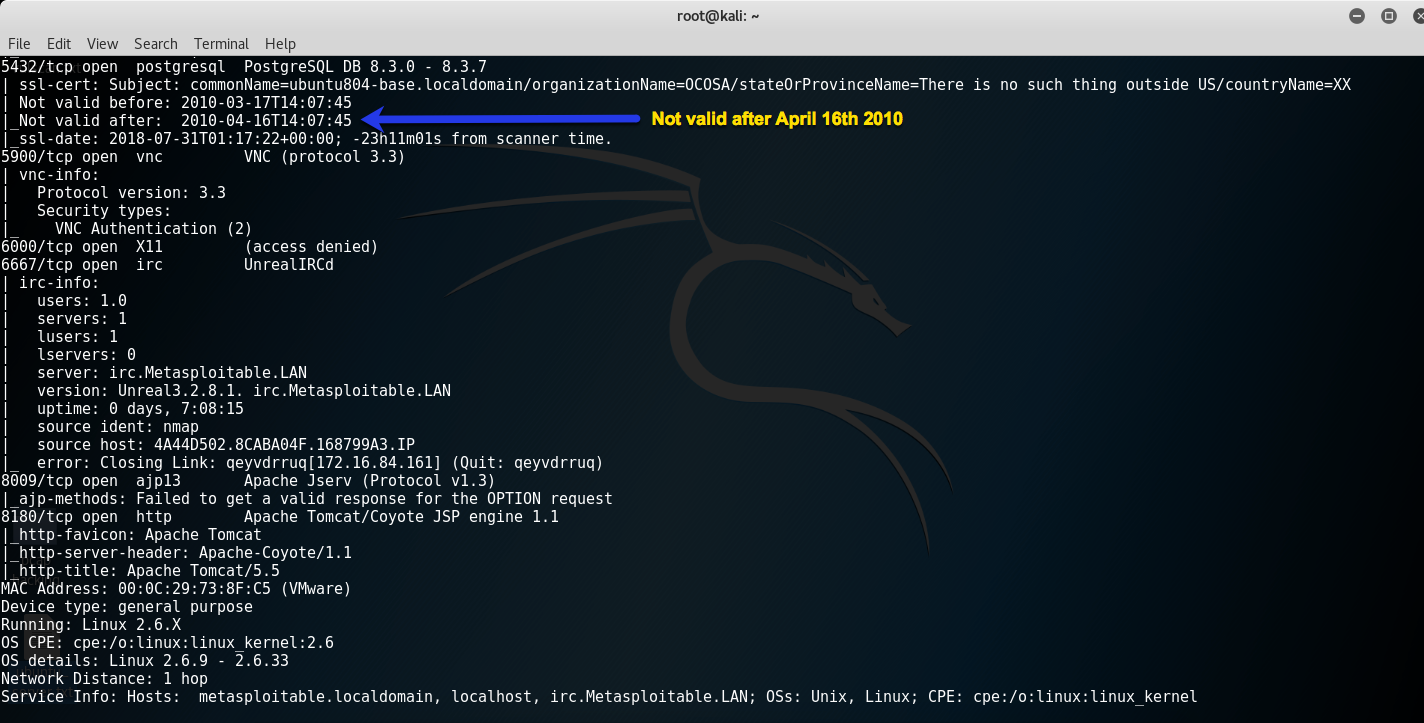 root@kali: ~
File Edit View Search Terminal Help
5432/tcp open  postgresql  PostgreSQL DB 8.3.0 - 8.3.7
| ssl-cert: Subject: commonName=ubuntu804-base.localdomain/organizationName=OCOSA/stateOrProvinceName=There is no such thing outside US/countryName=XX
| Not valid before: 2010-03-17T14:07:45
|_Not valid after:  2010-04-16T14:07:45
Not valid after April 16th 2010
|_ssl-date: 2018-07-31T01:17:22+00:00; -23h11m01s from scanner time.
5900/tcp open  vnc         VNC (protocol 3.3)
| vnc-info:
|   Protocol version: 3.3
|   Security types:
|_    VNC Authentication (2)
6000/tcp open  X11         (access denied)
6667/tcp open  irc         UnrealIRCd
| irc-info:
|   users: 1.0
|   servers: 1
|   lusers: 1
|   lservers: 0
|   server: irc.Metasploitable.LAN
|   version: Unreal3.2.8.1. irc.Metasploitable.LAN
|   uptime: 0 days, 7:08:15
|   source ident: nmap
|   source host: 4A44D502.8CABA04F.168799A3.IP
|_  error: Closing Link: qeyvdrruq[172.16.84.161] (Quit: qeyvdrruq)
8009/tcp open  ajp13       Apache Jserv (Protocol v1.3)
|_ajp-methods: Failed to get a valid response for the OPTION request
8180/tcp open  http        Apache Tomcat/Coyote JSP engine 1.1
|_http-favicon: Apache Tomcat
|_http-server-header: Apache-Coyote/1.1
|_http-title: Apache Tomcat/5.5
MAC Address: 00:0C:29:73:8F:C5 (VMware)
Device type: general purpose
Running: Linux 2.6.X
OS CPE: cpe:/o:linux:linux_kernel:2.6
OS details: Linux 2.6.9 - 2.6.33
Network Distance: 1 hop
Service Info: Hosts:  metasploitable.localdomain, localhost, irc.Metasploitable.LAN; OSs: Unix, Linux; CPE: cpe:/o:linux:linux_kernel